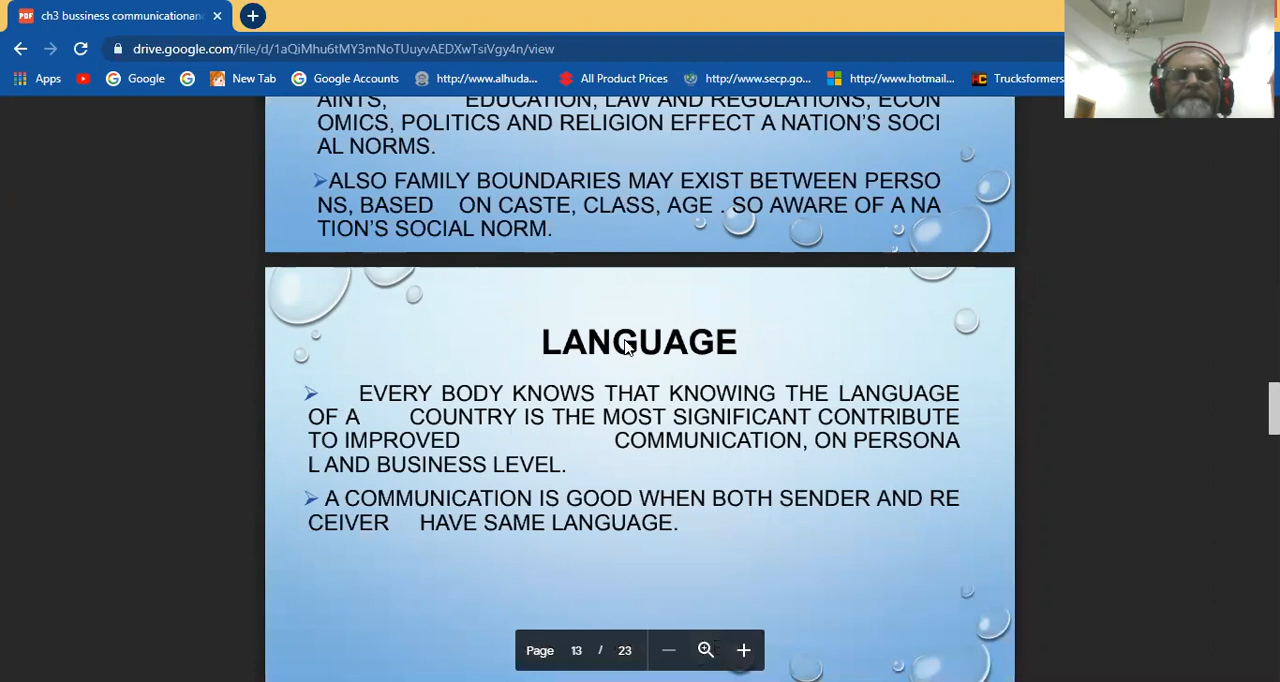 ch3 bussiness communicationan
drive.google.com/file/d/1aQiMhu6tMY3mNoTUuyvAEDXwTsiVgy4n/view
Apps Google New Tab Google Accounts http://www.alhuda... All Product Prices http://www.secp.go... http://www.hotmail... Trucksformers
AINTS, EDUCATION, LAW AND REGULATIONS, ECON
OMICS, POLITICS AND RELIGION EFFECT A NATION'S SOCI
AL NORMS.
ALSO FAMILY BOUNDARIES MAY EXIST BETWEEN PERSO
NS, BASED ON CASTE, CLASS, AGE . SO AWARE OF A NA
TION'S SOCIAL NORM.
LANGUAGE
EVERY BODY KNOWS THAT KNOWING THE LANGUAGE
OF A COUNTRY IS THE MOST SIGNIFICANT CONTRIBUTE
TO IMPROVED COMMUNICATION, ON PERSONA
L AND BUSINESS LEVEL.
A COMMUNICATION IS GOOD WHEN BOTH SENDER AND RE
CEIVER HAVE SAME LANGUAGE.
Page 13 / 23